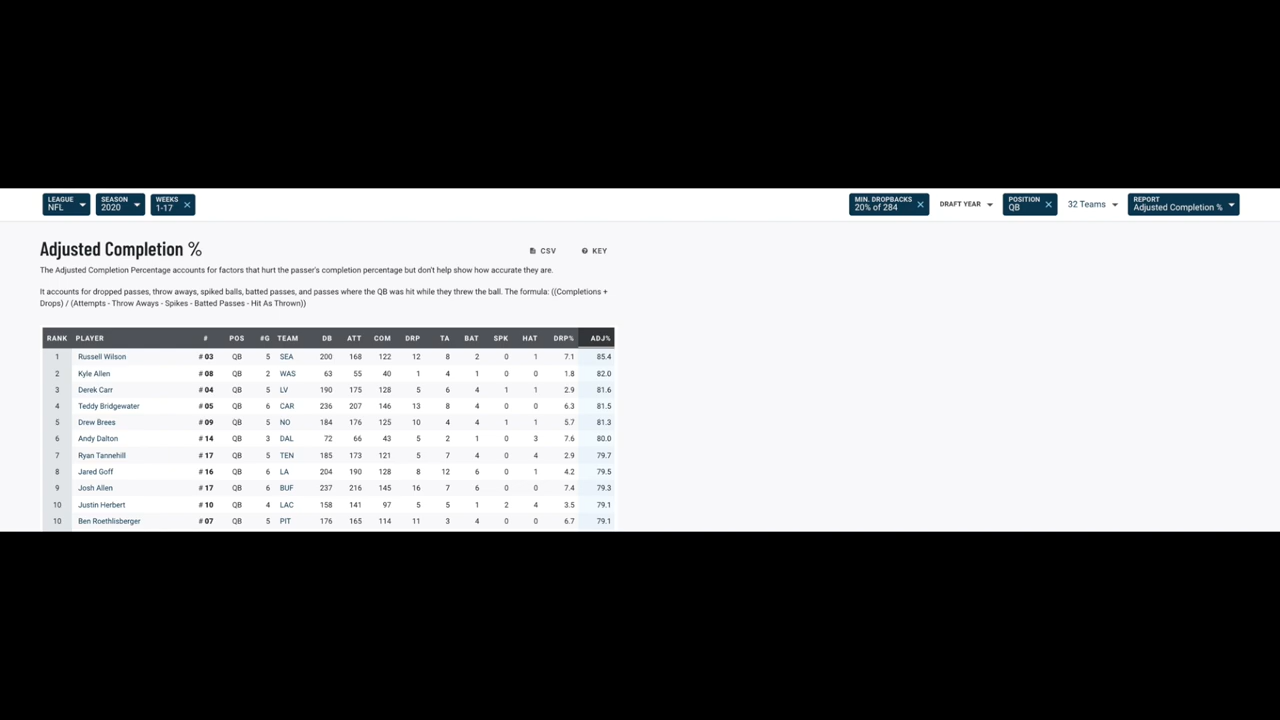 LEAGUE NFL SEASON 2020 WEEKS 1-17 MIN. DROPBACKS 20% of 284 DRAFT YEAR POSITION QB 32 Teams REPORT Adjusted Completion %
Adjusted Completion % CSV KEY
The Adjusted Completion Percentage accounts for factors that hurt the passer's completion percentage but don't help show how accurate they are.
It accounts for dropped passes, throw aways, spiked balls, batted passes, and passes where the QB was hit while they threw the ball. The formula: ((Completions +
Drops) / (Attempts - Throw Aways - Spikes - Batted Passes - Hit As Thrown))
RANK PLAYER # POS #G TEAM DB ATT COM DRP TA BAT SPK HAT DRP% ADJ%
1 Russell Wilson # 03 QB 5 SEA 200 168 122 12 8 2 0 1 7.1 85.4
2 Kyle Allen # 08 QB 2 WAS 63 55 40 1 4 1 0 0 1.8 82.0
3 Derek Carr # 04 QB 5 LV 190 175 128 5 6 4 1 1 2.9 81.6
4 Teddy Bridgewater # 05 QB 6 CAR 236 207 146 13 8 4 0 0 6.3 81.5
5 Drew Brees # 09 QB 5 NO 184 176 125 10 4 4 1 1 5.7 81.3
6 Andy Dalton # 14 QB 3 DAL 72 66 43 5 2 1 0 3 7.6 80.0
7 Ryan Tannehill # 17 QB 5 TEN 185 173 121 5 7 4 0 4 2.9 79.7
8 Jared Goff # 16 QB 6 LA 204 190 128 8 12 6 0 1 4.2 79.5
9 Josh Allen # 17 QB 6 BUF 237 216 145 16 7 6 0 0 7.4 79.3
10 Justin Herbert # 10 QB 4 LAC 158 141 97 5 5 1 2 4 3.5 79.1
10 Ben Roethlisberger # 07 QB 5 PIT 176 165 114 11 3 4 0 0 6.7 79.1